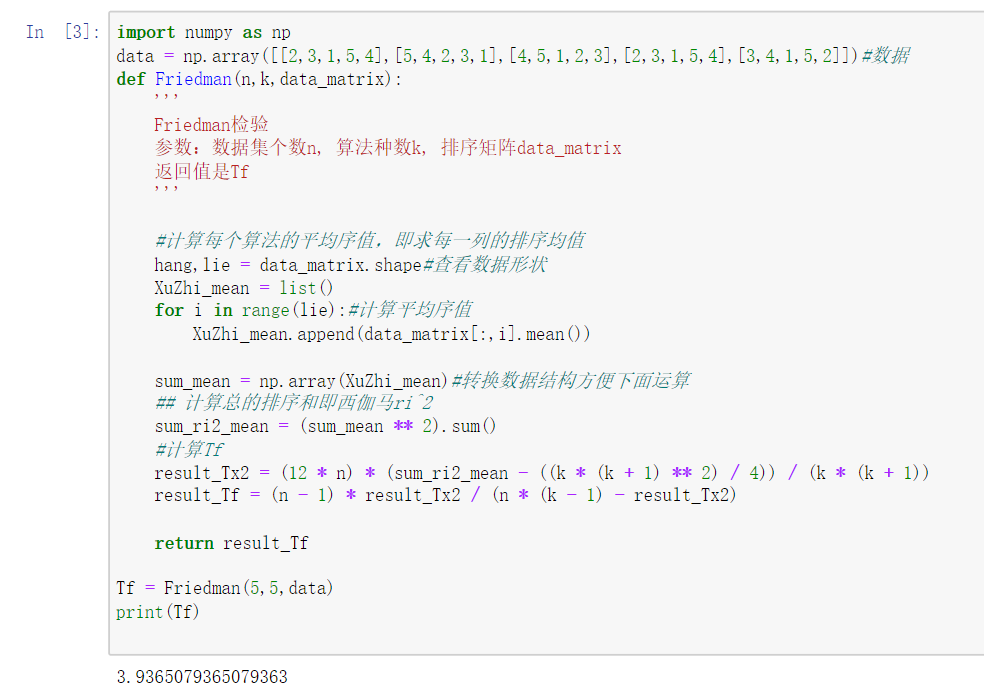 In [3]:
import numpy as np
data = np.array([[2,3,1,5,4],[5,4,2,3,1],[4,5,1,2,3],[2,3,1,5,4],[3,4,1,5,2]])#数据
def Friedman(n,k,data_matrix):
    '''
    Friedman检验
    参数：数据集个数n, 算法种数k, 排序矩阵data_matrix
    返回值是Tf
    '''
    #计算每个算法的平均序值，即求每一列的排序均值
    hang,lie = data_matrix.shape#查看数据形状
    XuZhi_mean = list()
    for i in range(lie):#计算平均序值
        XuZhi_mean.append(data_matrix[:,i].mean())
    sum_mean = np.array(XuZhi_mean)#转换数据结构方便下面运算
    ## 计算总的排序和即西伽马ri^2
    sum_ri2_mean = (sum_mean ** 2).sum()
    #计算Tf
    result_Tx2 = (12 * n) * (sum_ri2_mean - ((k * (k + 1) ** 2) / 4)) / (k * (k + 1))
    result_Tf = (n - 1) * result_Tx2 / (n * (k - 1) - result_Tx2)
    return result_Tf
Tf = Friedman(5,5,data)
print(Tf)
3.9365079365079363